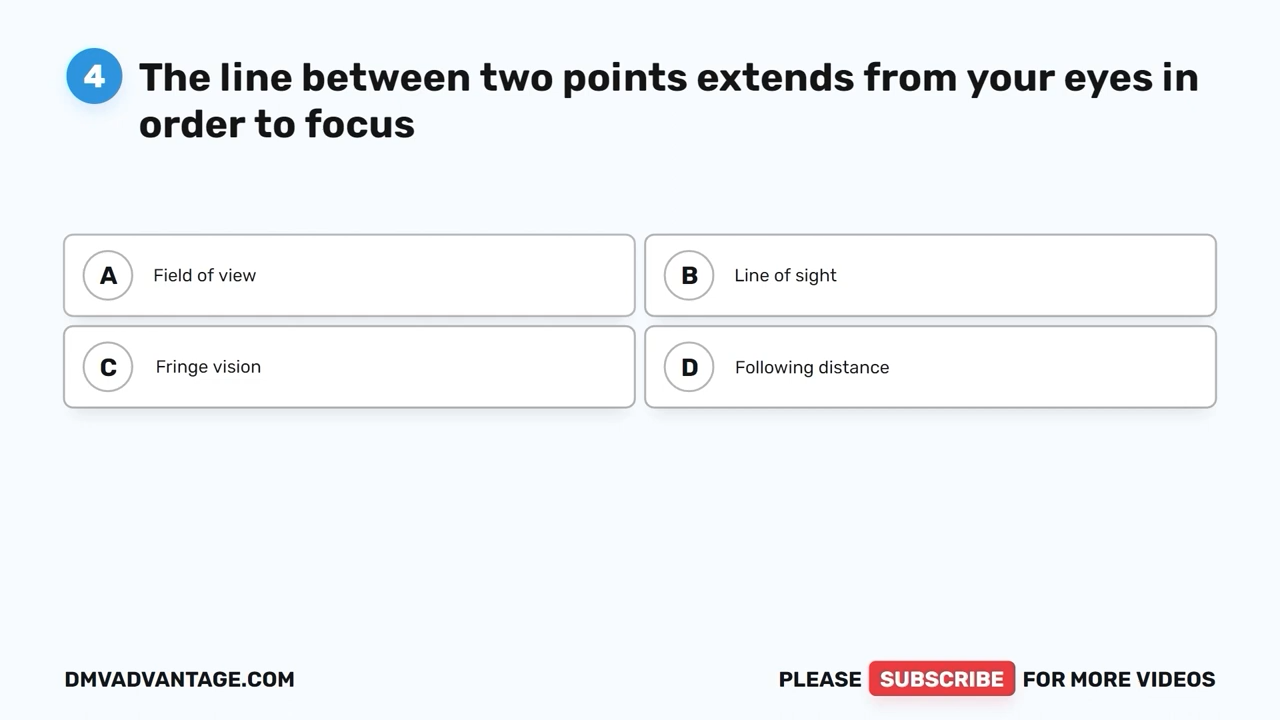 4
The line between two points extends from your eyes in
order to focus
A Field of view
B Line of sight
C Fringe vision
D Following distance
DMVADVANTAGE.COM
PLEASE SUBSCRIBE FOR MORE VIDEOS